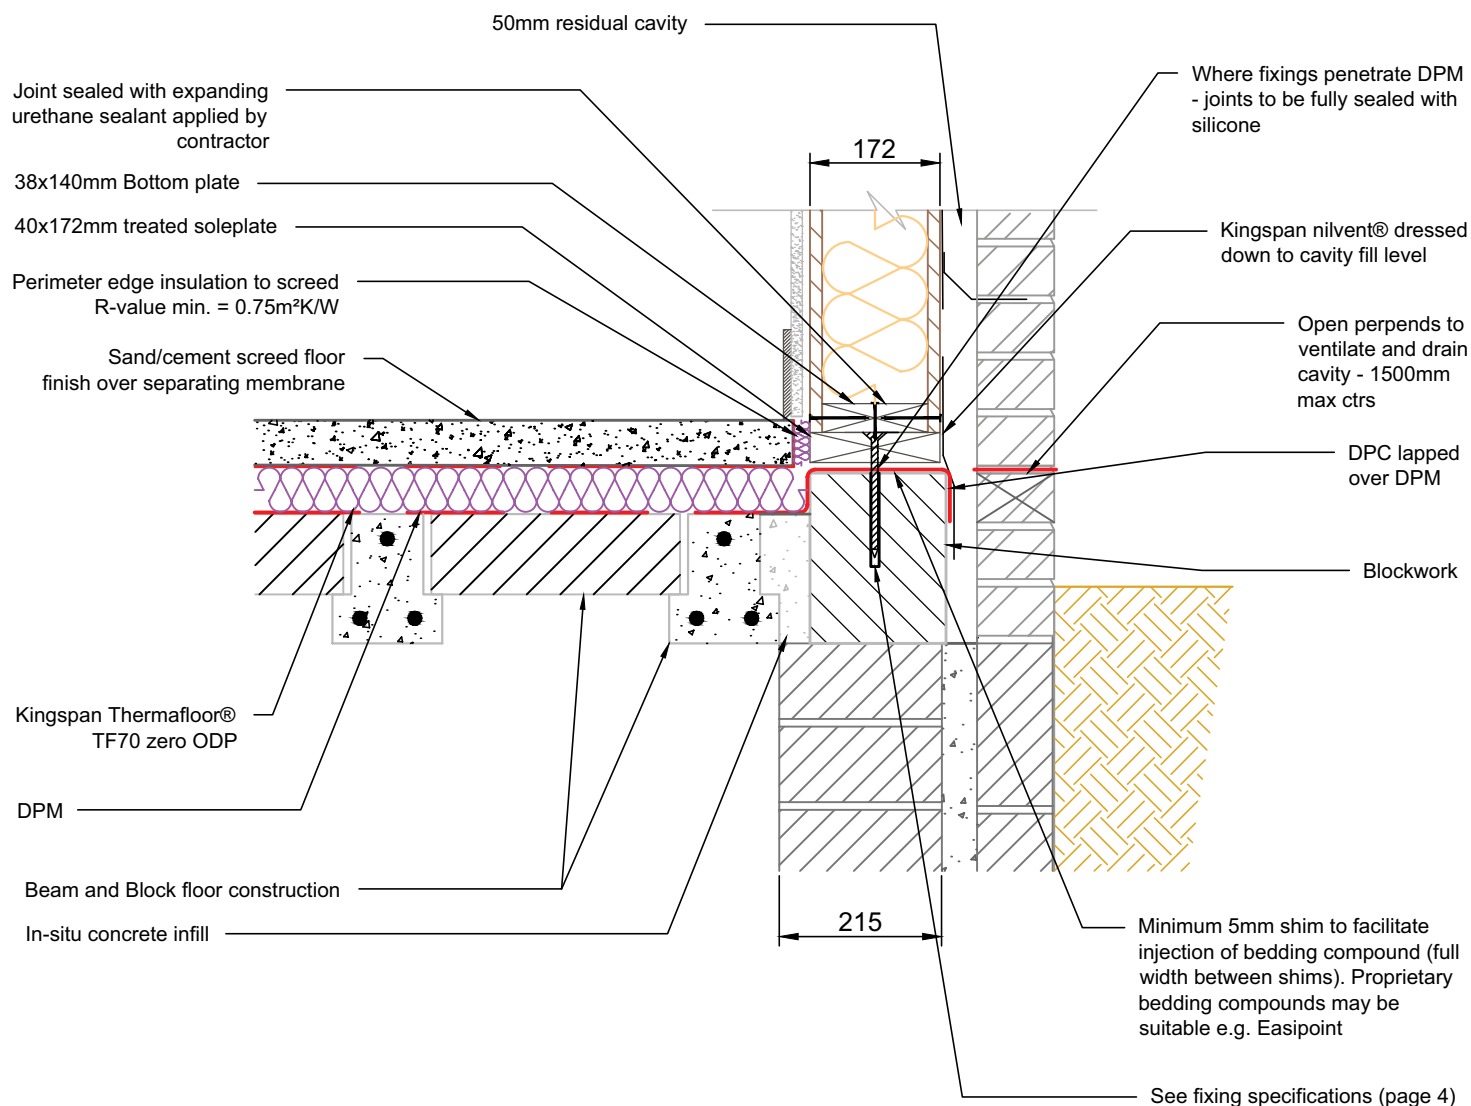 50mm residual cavity
Joint sealed with expanding
urethane sealant applied by
contractor
38x140mm Bottom plate
40x172mm treated soleplate
Perimeter edge insulation to screed
R-value min. = 0.75m²K/W
Sand/cement screed floor
finish over separating membrane
172
Where fixings penetrate DPM
- joints to be fully sealed with
silicone
Kingspan nilvent® dressed
down to cavity fill level
Open perpends to
ventilate and drain
cavity - 1500mm
max ctrs
DPC lapped
over DPM
Blockwork
Kingspan Thermafloor®
TF70 zero ODP
DPM
Beam and Block floor construction
In-situ concrete infill
215
Minimum 5mm shim to facilitate
injection of bedding compound (full
width between shims). Proprietary
bedding compounds may be
suitable e.g. Easipoint
See fixing specifications (page 4)